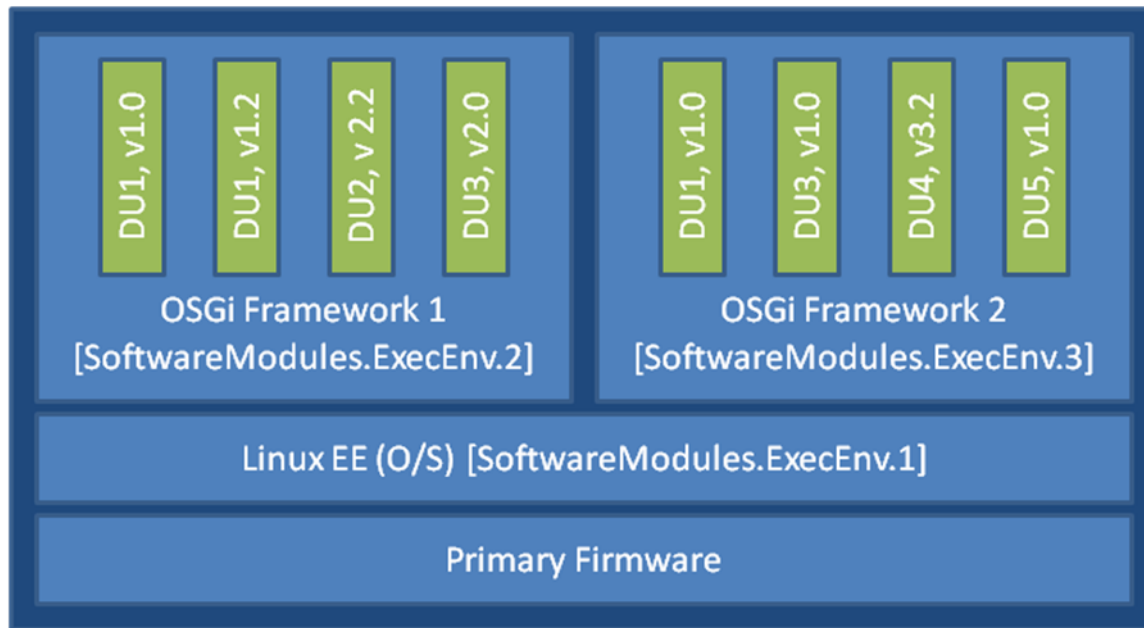 DU1, v1.0
DU1, v1.2
DU2, v 2.2
DU3, v2.0
OSGi Framework 1
[SoftwareModules.ExecEnv.2]
DU1, v1.0
DU3, v1.0
DU4, v3.2
DU5, v1.0
OSGi Framework 2
[SoftwareModules.ExecEnv.3]
Linux EE (O/S) [SoftwareModules.ExecEnv.1]
Primary Firmware